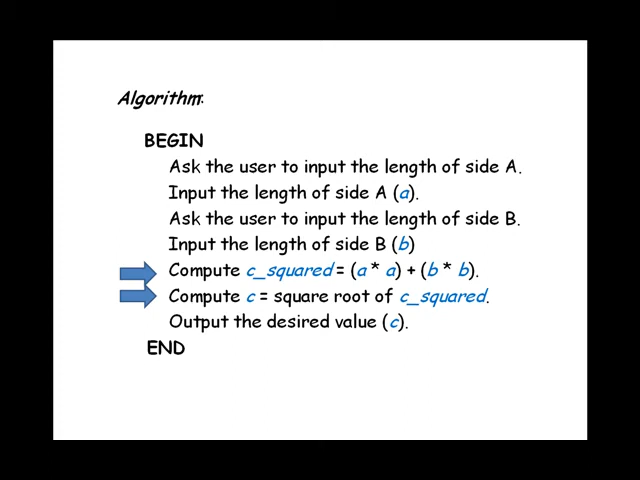 Algorithm:
BEGIN
Ask the user to input the length of side A.
Input the length of side A (a).
Ask the user to input the length of side B.
Input the length of side B (b)
Compute c_squared = (a * a) + (b * b).
Compute c = square root of c_squared.
Output the desired value (c).
END